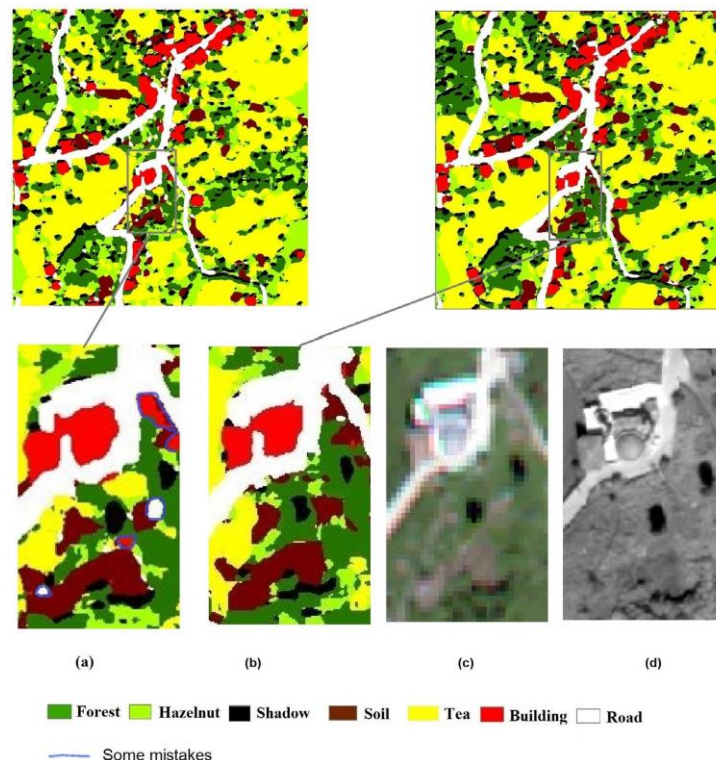 (a) (b) (c) (d)
Forest Hazelnut Shadow Soil Tea Building Road
Some mistakes